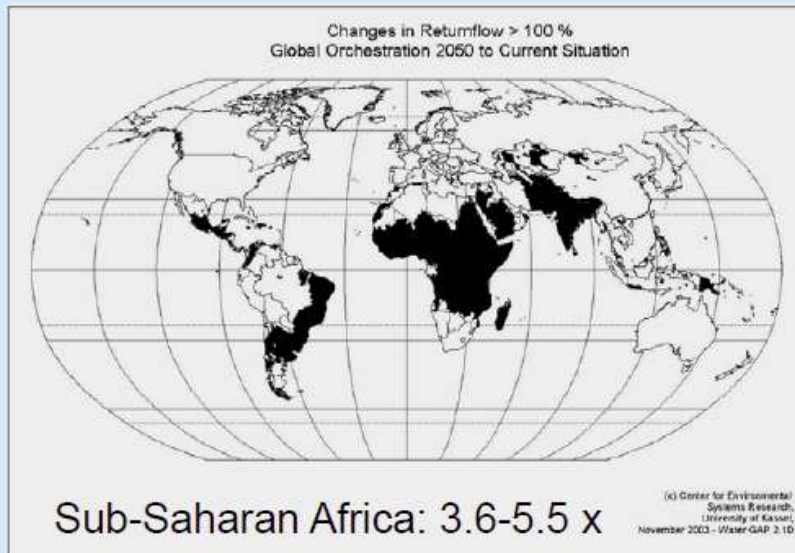 Changes in Returnflow > 100 %
Global Orchestration 2050 to Current Situation
Sub-Saharan Africa: 3.6-5.5 x
(c) Center for Environmental
Systems Research,
University of Kassel,
November 2003 - Water GAP 2.1D